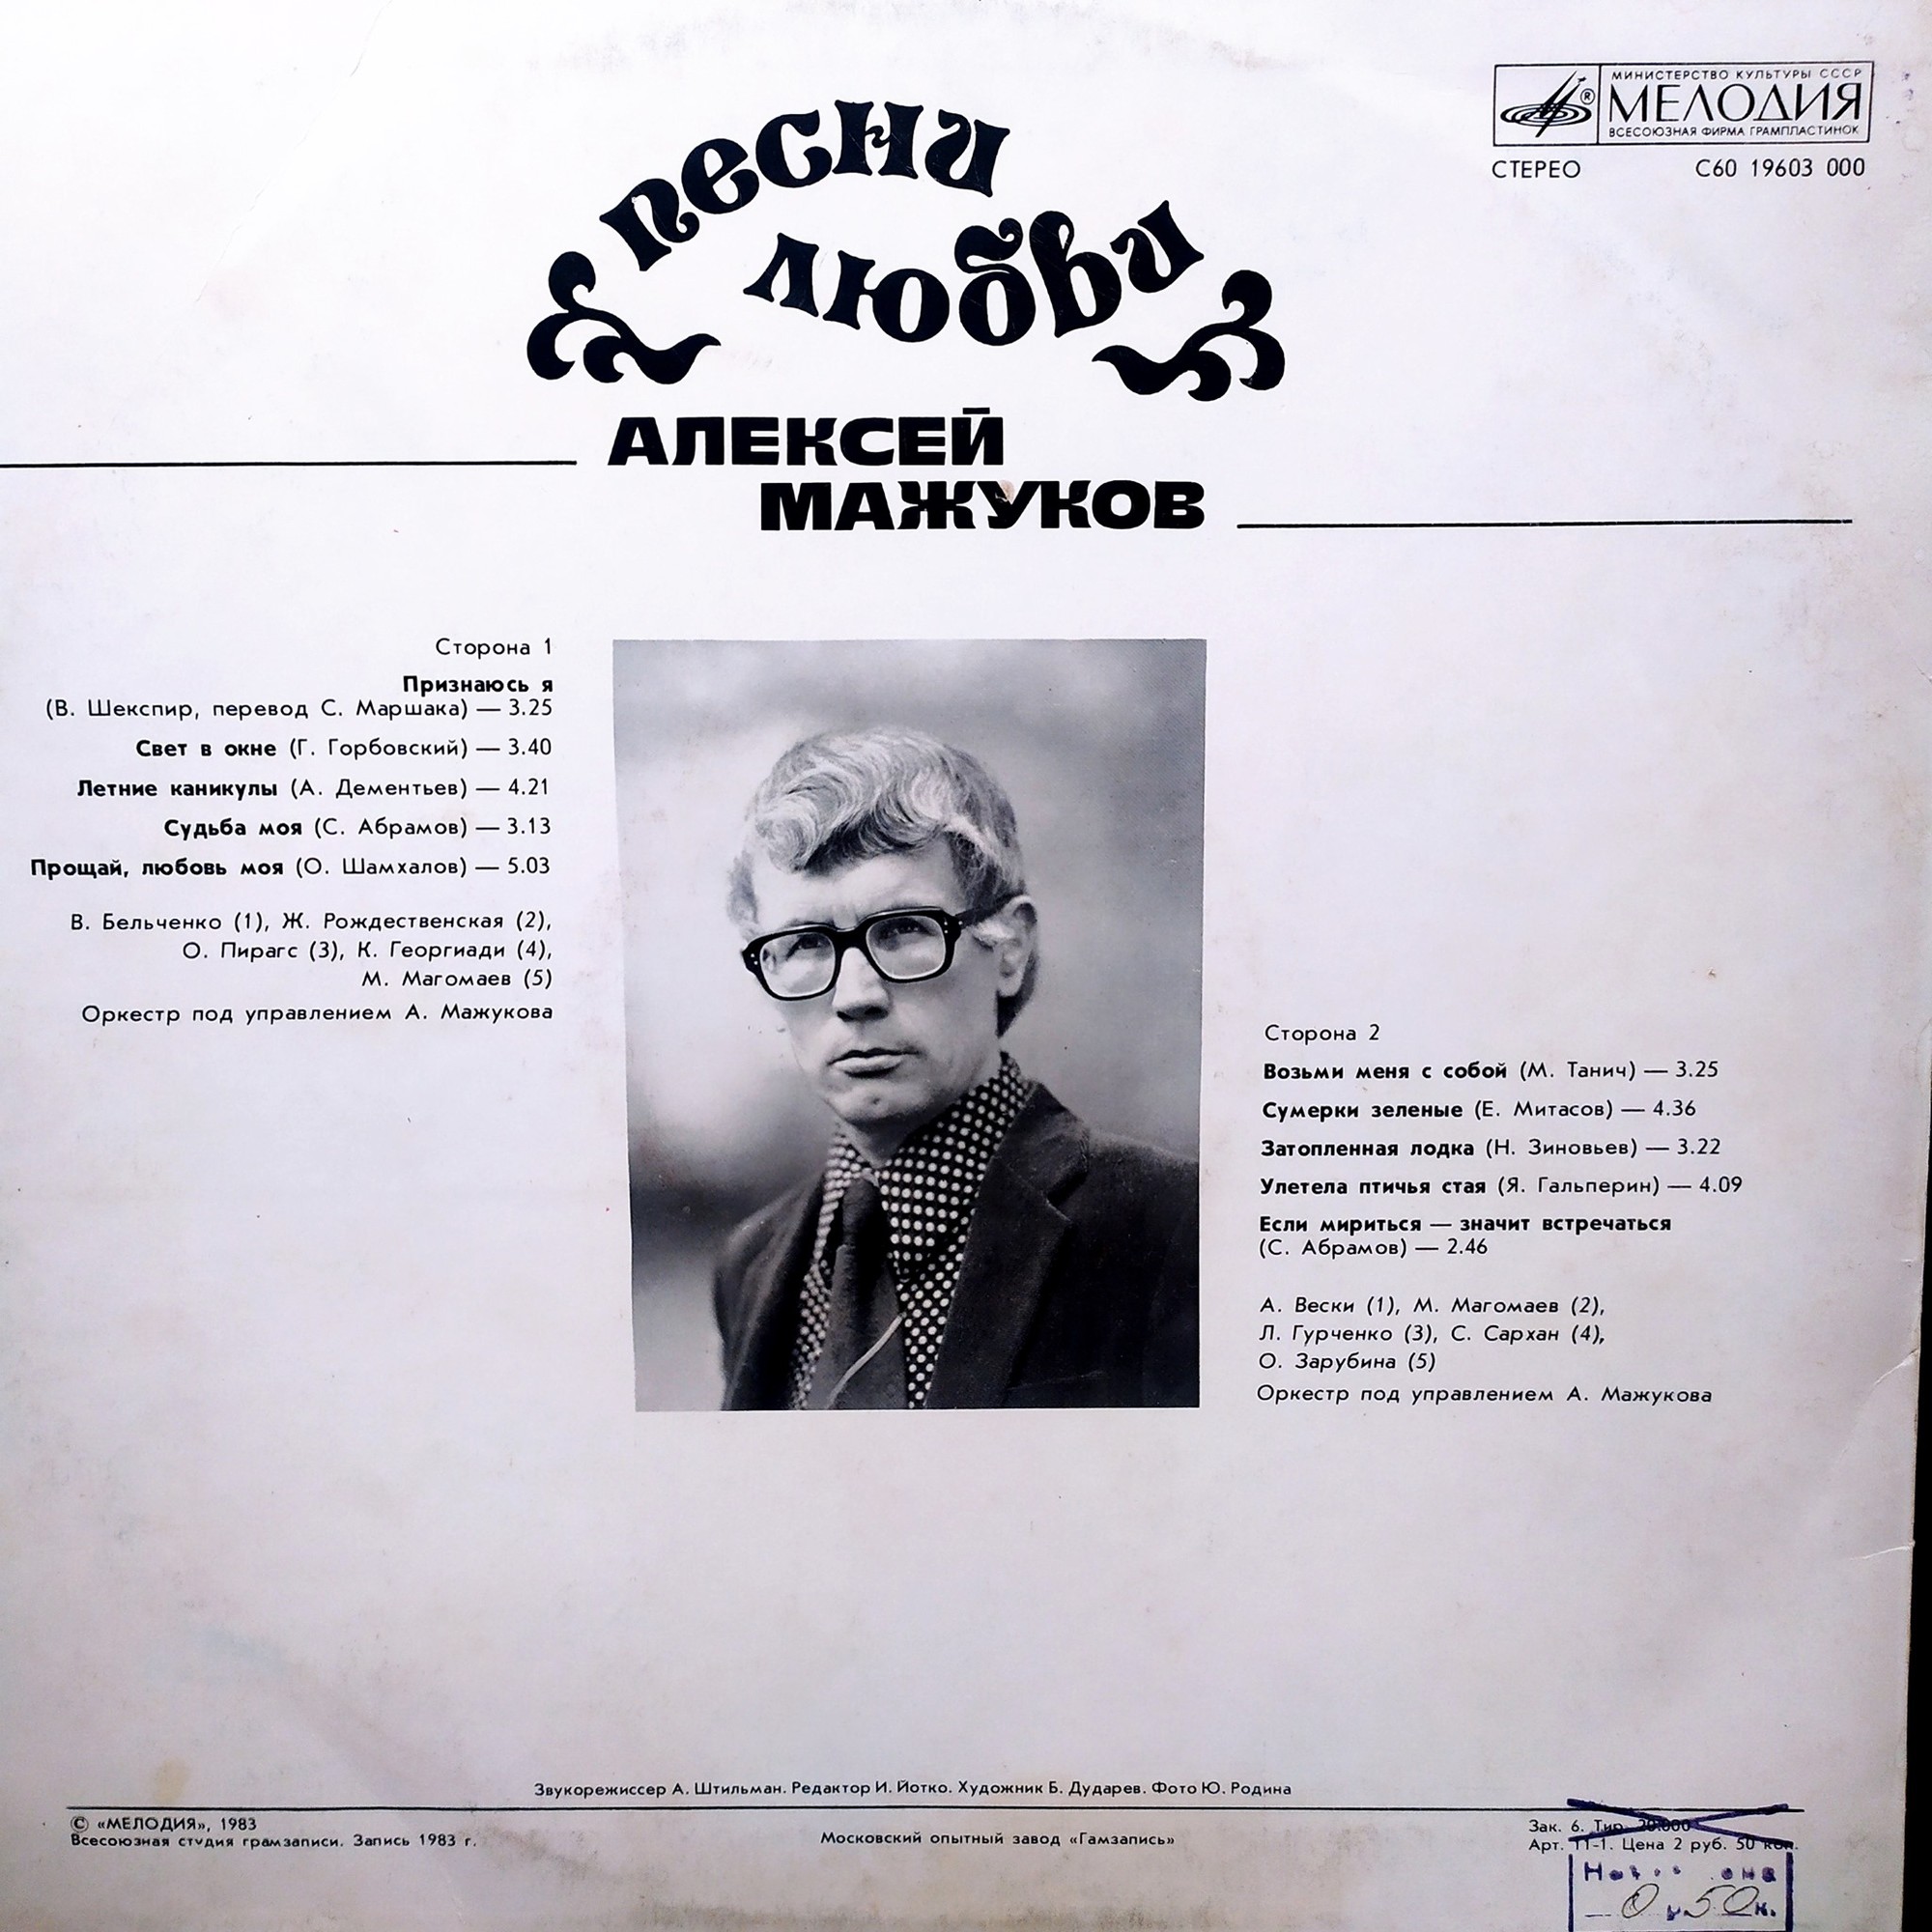 МИНИСТЕРСТВО КУЛЬТУРЫ СССР
МЕЛОДИЯ
®
ВСЕСОЮЗНАЯ ФИРМА ГРАМПЛАСТИНОК
СТЕРЕО С60 19603 000
песни
любви
АЛЕКСЕЙ
МАЖУКОВ
Сторона 1
Признаюсь я
(В. Шекспир, перевод С. Маршака) — 3.25
Свет в окне (Г. Горбовский) — 3.40
Летние каникулы (А. Дементьев) — 4.21
Судьба моя (С. Абрамов) — 3.13
Прощай, любовь моя (О. Шамхалов) — 5.03
В. Бельченко (1), Ж. Рождественская (2),
О. Пирагс (3), К. Георгиади (4),
М. Магомаев (5)
Оркестр под управлением А. Мажукова
Сторона 2
Возьми меня с собой (М. Танич) — 3.25
Сумерки зеленые (Е. Митасов) — 4.36
Затопленная лодка (Н. Зиновьев) — 3.22
Улетела птичья стая (Я. Гальперин) — 4.09
Если мириться — значит встречаться
(С. Абрамов) — 2.46
А. Вески (1), М. Магомаев (2),
Л. Гурченко (3), С. Сархан (4),
О. Зарубина (5)
Оркестр под управлением А. Мажукова
Звукорежиссер А. Штильман. Редактор И. Йотко. Художник Б. Дударев. Фото Ю. Родина
© «МЕЛОДИЯ», 1983
Всесоюзная студия грамзаписи. Запись 1983 г.
Московский опытный завод «Гамзапись»
Зак. 6. Тир. 20.000
Арт. 11-1. Цена 2 руб. 50 коп.
0 50 к.